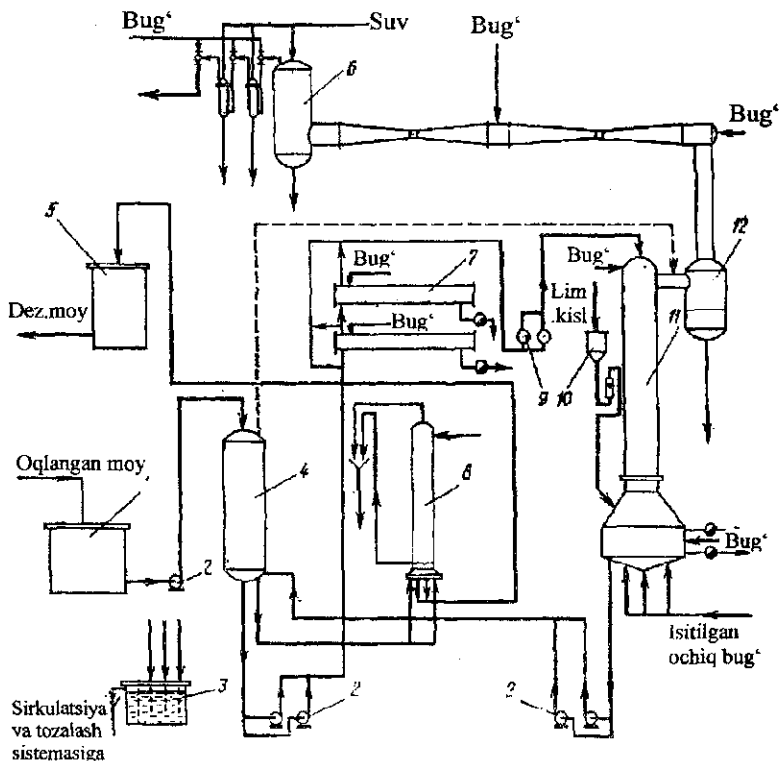 Bug‘
Suv
Bug‘
Bug‘
6
5
12
Bug‘
7
Bug‘
Lim
.kisl
Bug‘
Dez.moy
11
9
10
Oqlangan moy
4
8
2
Bug‘
Isitilgan
ochiq bug‘
3
2
Sirkulatsiya
va tozalash
sistemasiga